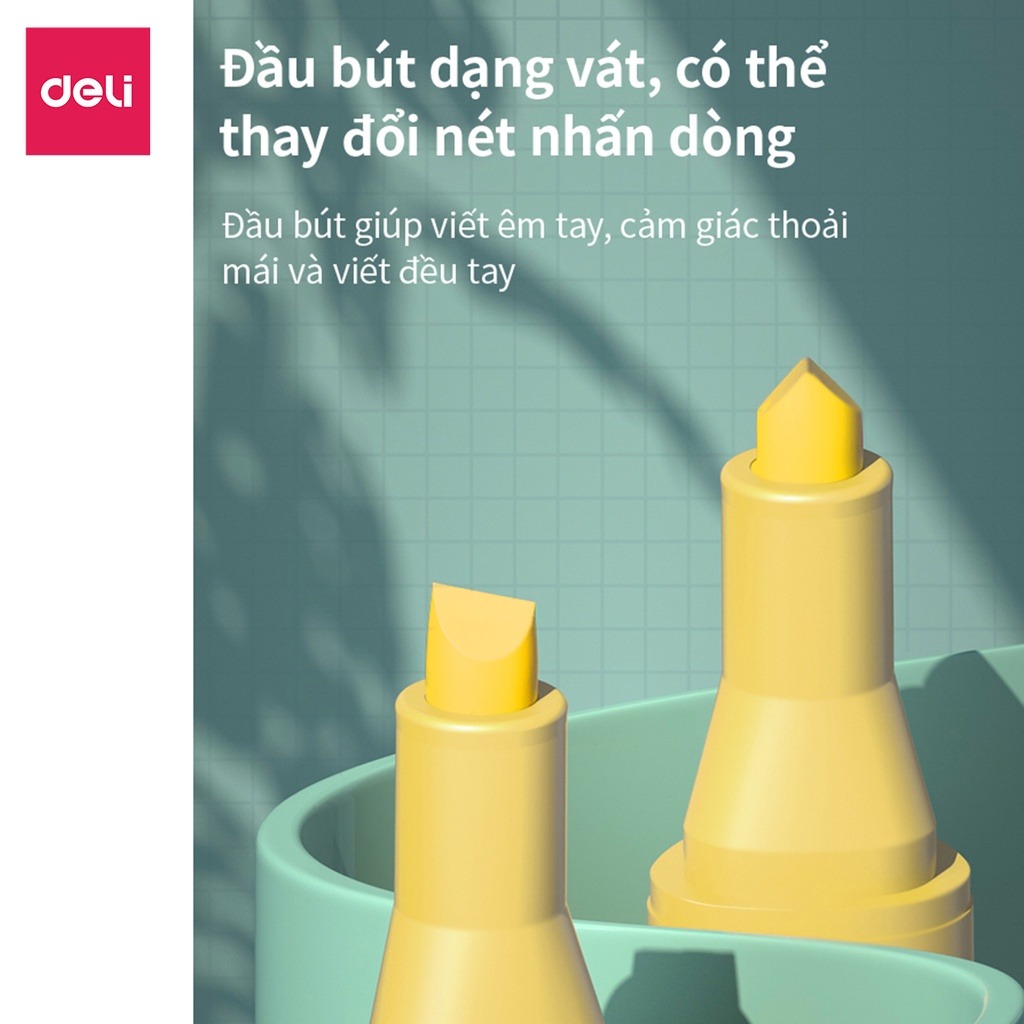 deli
Đầu bút dạng vát, có thể
thay đổi nét nhấn dòng
Đầu bút giúp viết êm tay, cảm giác thoải
mái và viết đều tay